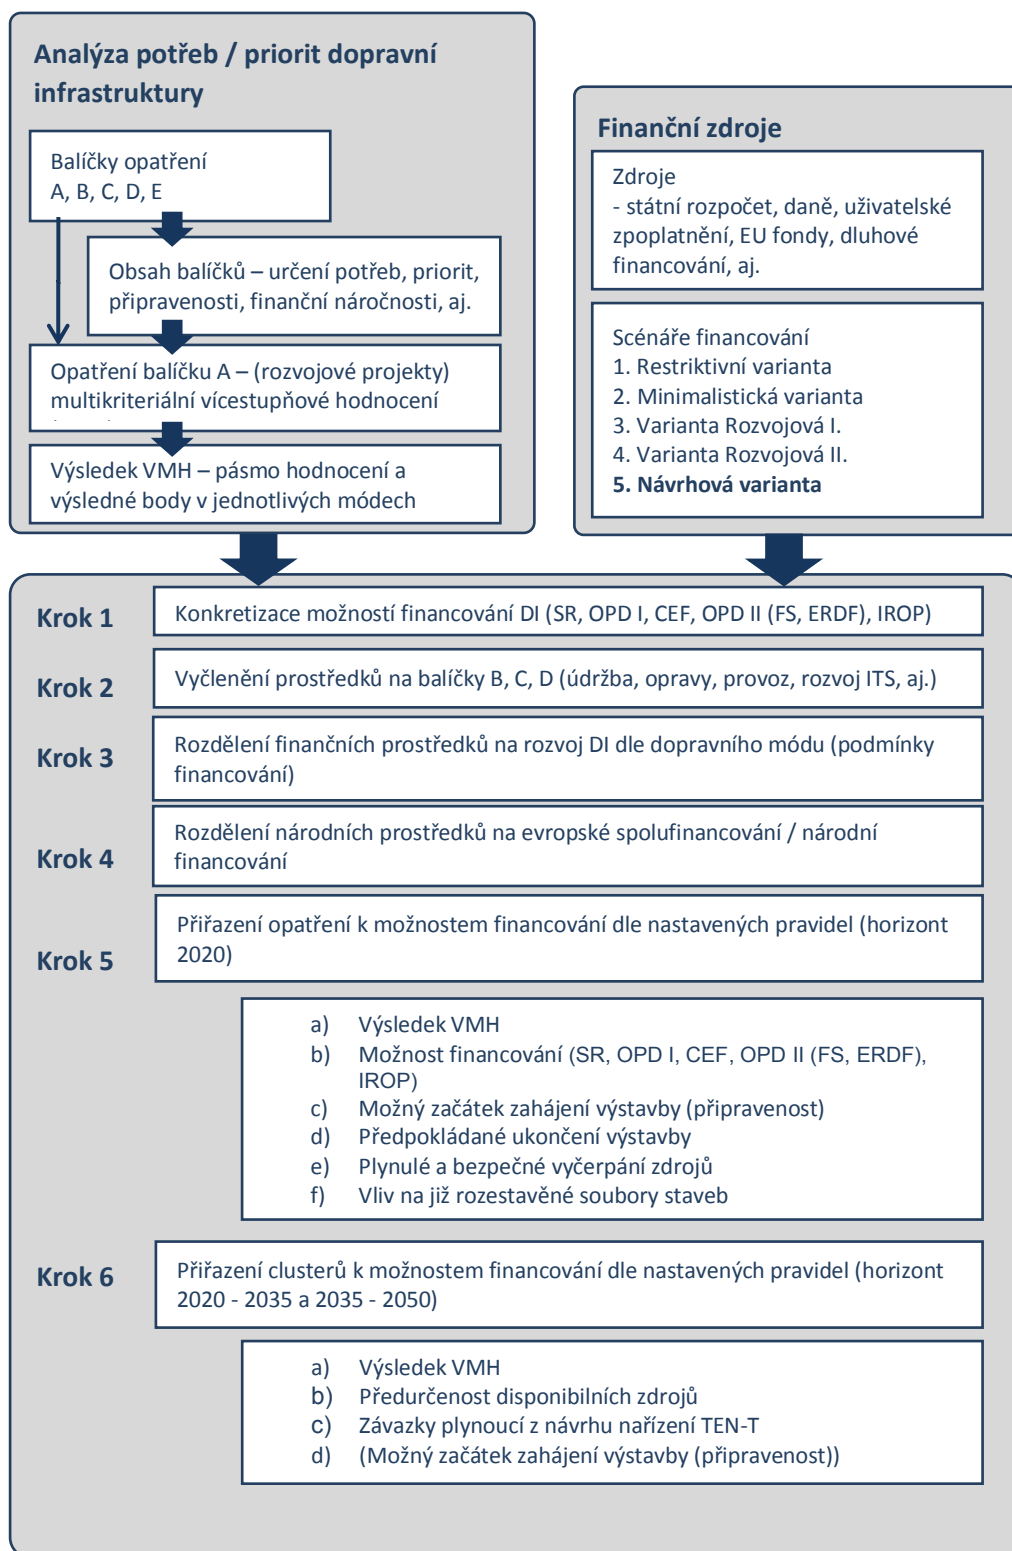 Analýza potřeb / priorit dopravní
infrastruktury
Balíčky opatření
A, B, C, D, E
Obsah balíčků – určení potřeb, priorit,
připravenosti, finanční náročnosti, aj.
Opatření balíčku A – (rozvojové projekty)
multikriteriální vícestupňové hodnocení
Výsledek VMH – pásmo hodnocení a
výsledné body v jednotlivých módech
Finanční zdroje
Zdroje
- státní rozpočet, daně, uživatelské
zpoplatnění, EU fondy, dluhové
financování, aj.
Scénáře financování
1. Restriktivní varianta
2. Minimalistická varianta
3. Varianta Rozvojová I.
4. Varianta Rozvojová II.
5. Návrhová varianta
Krok 1
Konkretizace možností financování DI (SR, OPD I, CEF, OPD II (FS, ERDF), IROP)
Krok 2
Vyčlenění prostředků na balíčky B, C, D (údržba, opravy, provoz, rozvoj ITS, aj.)
Krok 3
Rozdělení finančních prostředků na rozvoj DI dle dopravního módu (podmínky
financování)
Krok 4
Rozdělení národních prostředků na evropské spolufinancování / národní
financování
Krok 5
Přiřazení opatření k možnostem financování dle nastavených pravidel (horizont
2020)
a) Výsledek VMH
b) Možnost financování (SR, OPD I, CEF, OPD II (FS, ERDF),
IROP)
c) Možný začátek zahájení výstavby (připravenost)
d) Předpokládané ukončení výstavby
e) Plynulé a bezpečné vyčerpání zdrojů
f) Vliv na již rozestavěné soubory staveb
Krok 6
Přiřazení clusterů k možnostem financování dle nastavených pravidel (horizont
2020 - 2035 a 2035 - 2050)
a) Výsledek VMH
b) Předurčenost disponibilních zdrojů
c) Závazky plynoucí z návrhu nařízení TEN-T
d) (Možný začátek zahájení výstavby (připravenost))